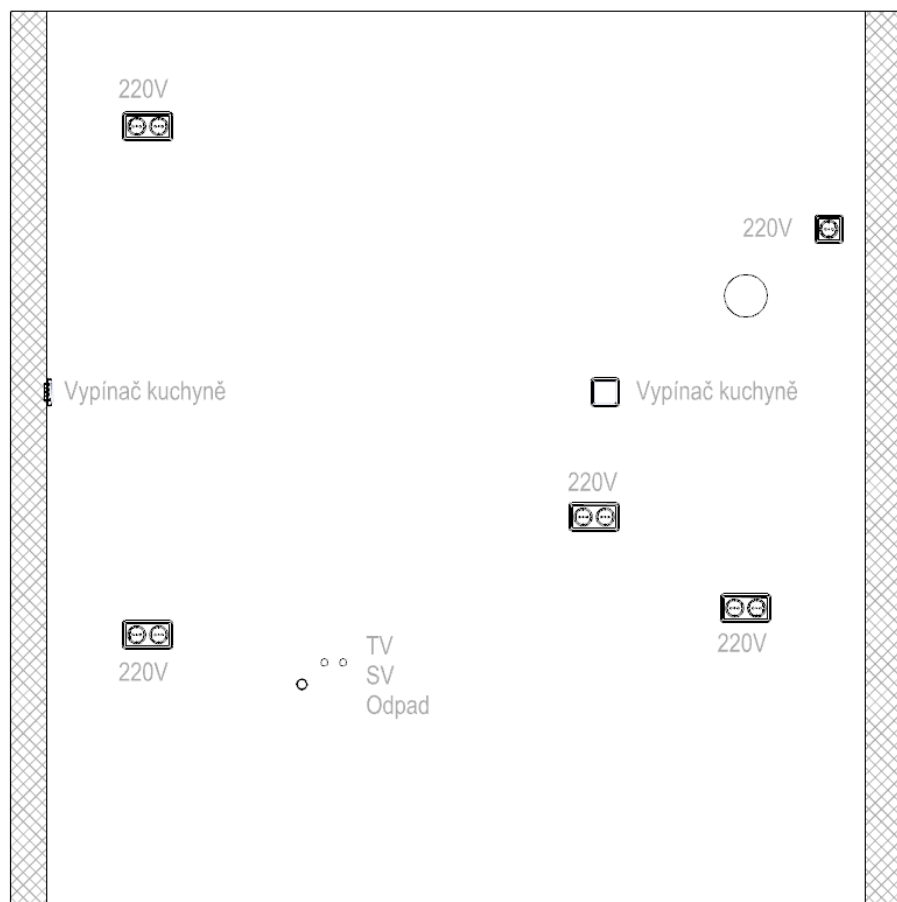 220V
220V
Vypínač kuchyně
Vypínač kuchyně
220V
220V
220V
TV
SV
Odpad